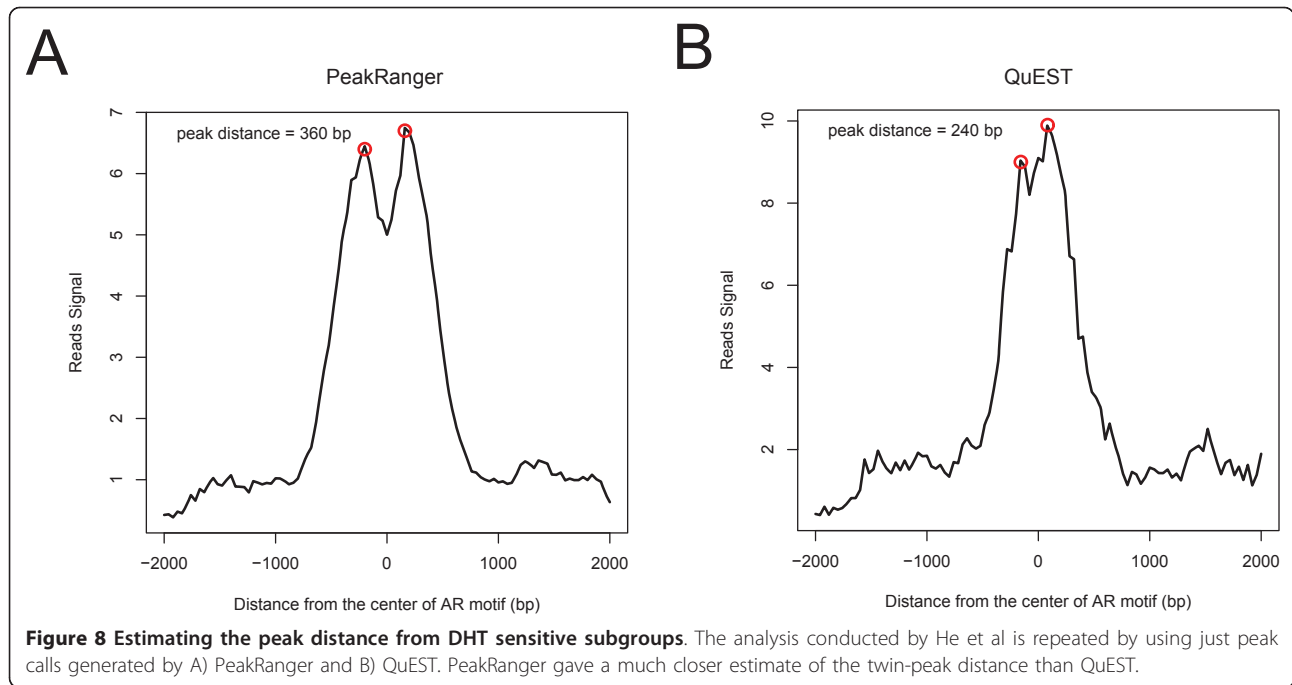 A
PeakRanger
peak distance = 360 bp
7
6
5
4
3
2
1
Reads Signal
−2000 −1000 0 1000 2000
Distance from the center of AR motif (bp)
B
QuEST
peak distance = 240 bp
10
8
6
4
2
Reads Signal
−2000 −1000 0 1000 2000
Distance from the center of AR motif (bp)
Figure 8 Estimating the peak distance from DHT sensitive subgroups. The analysis conducted by He et al is repeated by using just peak
calls generated by A) PeakRanger and B) QuEST. PeakRanger gave a much closer estimate of the twin-peak distance than QuEST.